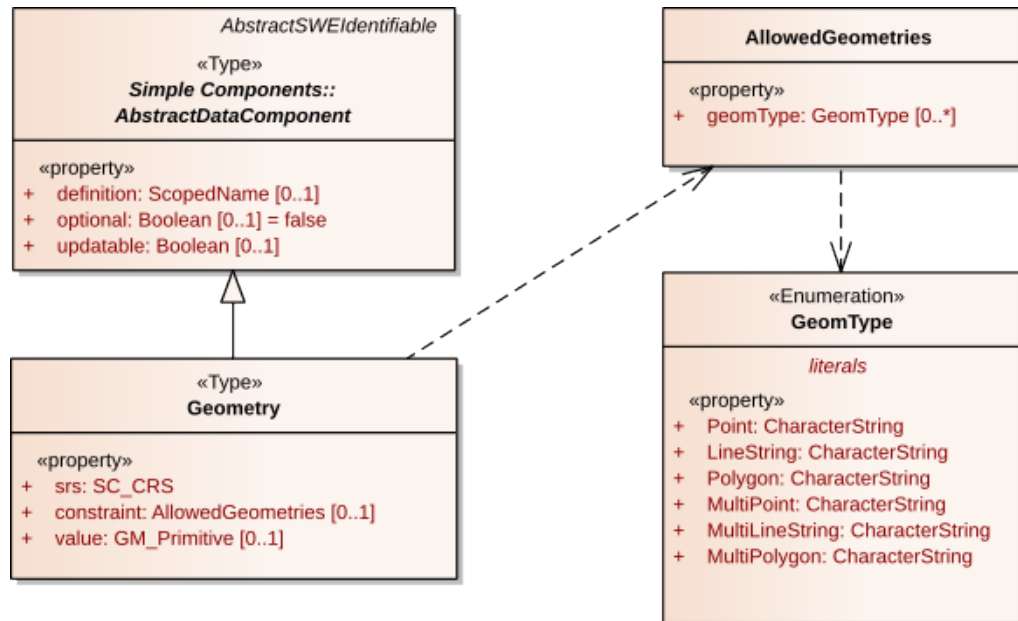 AbstractSWEIdentifiable
«Type»
Simple Components::
AbstractDataComponent
«property»
+ definition: ScopedName [0..1]
+ optional: Boolean [0..1] = false
+ updatable: Boolean [0..1]
AllowedGeometries
«property»
+ geomType: GeomType [0..*]
«Type»
Geometry
«property»
+ srs: SC_CRS
+ constraint: AllowedGeometries [0..1]
+ value: GM_Primitive [0..1]
«Enumeration»
GeomType
literals
«property»
+ Point: CharacterString
+ LineString: CharacterString
+ Polygon: CharacterString
+ MultiPoint: CharacterString
+ MultiLineString: CharacterString
+ MultiPolygon: CharacterString